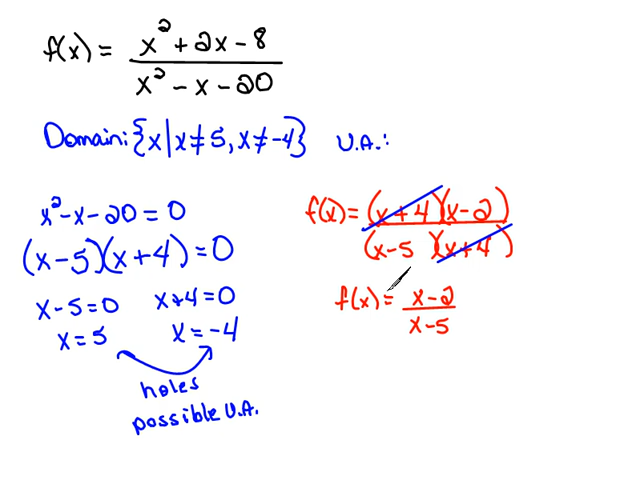 f(x) = x² + 2x - 8 / x² - x - 20
Domain: {x | x ≠ 5, x ≠ -4} V.A.:
x² - x - 20 = 0
(x - 5)(x + 4) = 0
x - 5 = 0 x + 4 = 0
x = 5 x = -4
holes
possible V.A.
f(x) = (x + 4)(x - 2) / (x - 5)(x + 4)
f(x) = x - 2 / x - 5